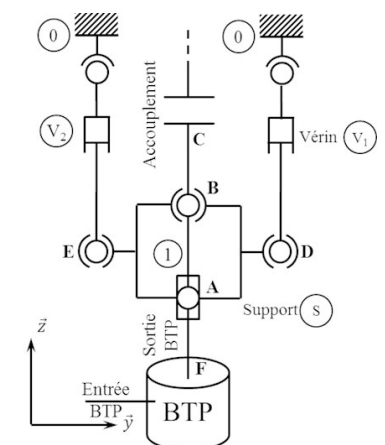 0
0
Accouplement
C
V₂
Vérin V₁
B
E
1
D
A
Support S
Sortie
BTP
F
z
Entrée
BTP
y
BTP